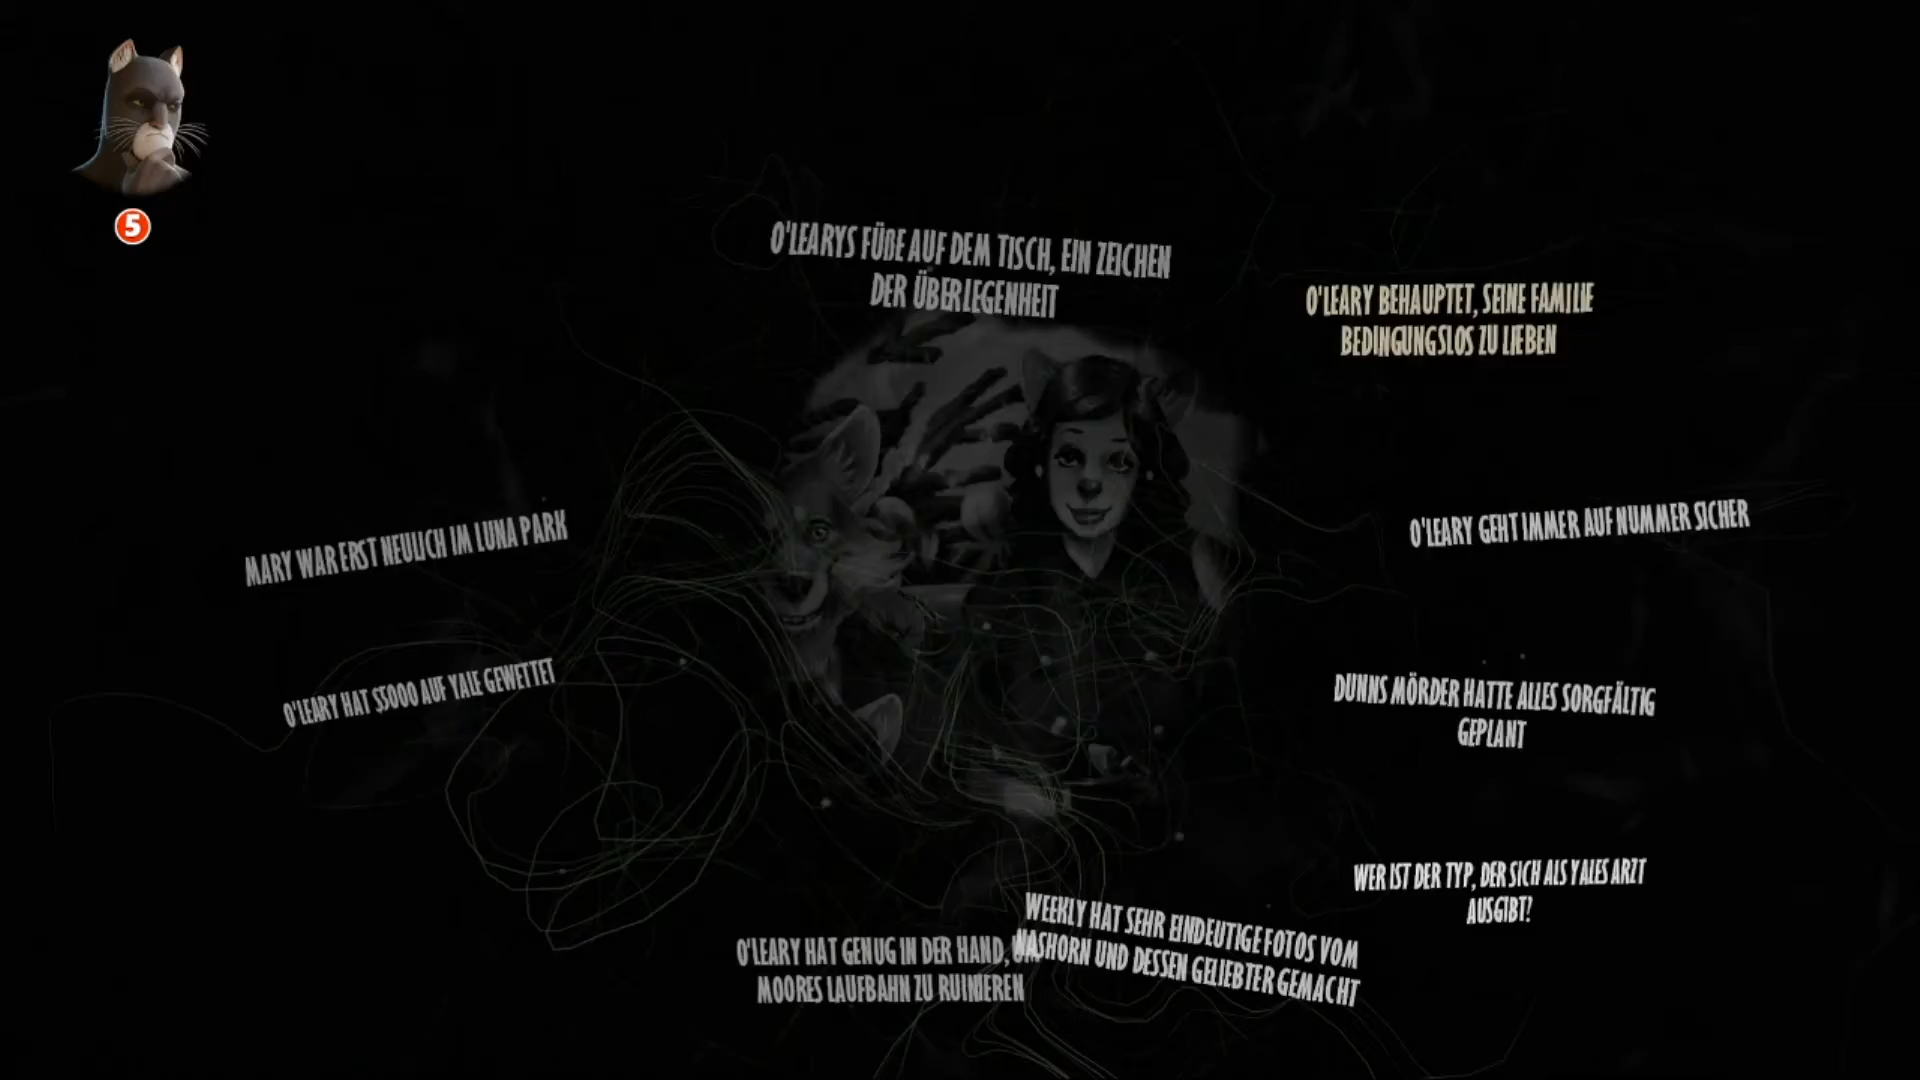 5
O'LEARYS FÜßE AUF DEM TISCH, EIN ZEICHEN
DER ÜBERLEGENHEIT
O'LEARY BEHAUPTET, SEINE FAMILIE
BEDINGUNGSLOS ZU LIEBEN
MARY WAR ERST NEULICH IM LUNA PARK
O'LEARY GEHT IMMER AUF NUMMER SICHER
O'LEARY HAT $5000 AUF YALE GEWETTET
DUNNS MÖRDER HATTE ALLES SORGFÄLTIG
GEPLANT
WER IST DER TYP, DER SICH ALS YALES ARZT
AUSGIBT?
O'LEARY HAT GENUG IN DER HAND, UM
MOORES LAUFBAHN ZU RUINIEREN
WEEKLY HAT SEHR EINDEUTIGE FOTOS VOM
NASHORN UND DESSEN GELIEBTER GEMACHT